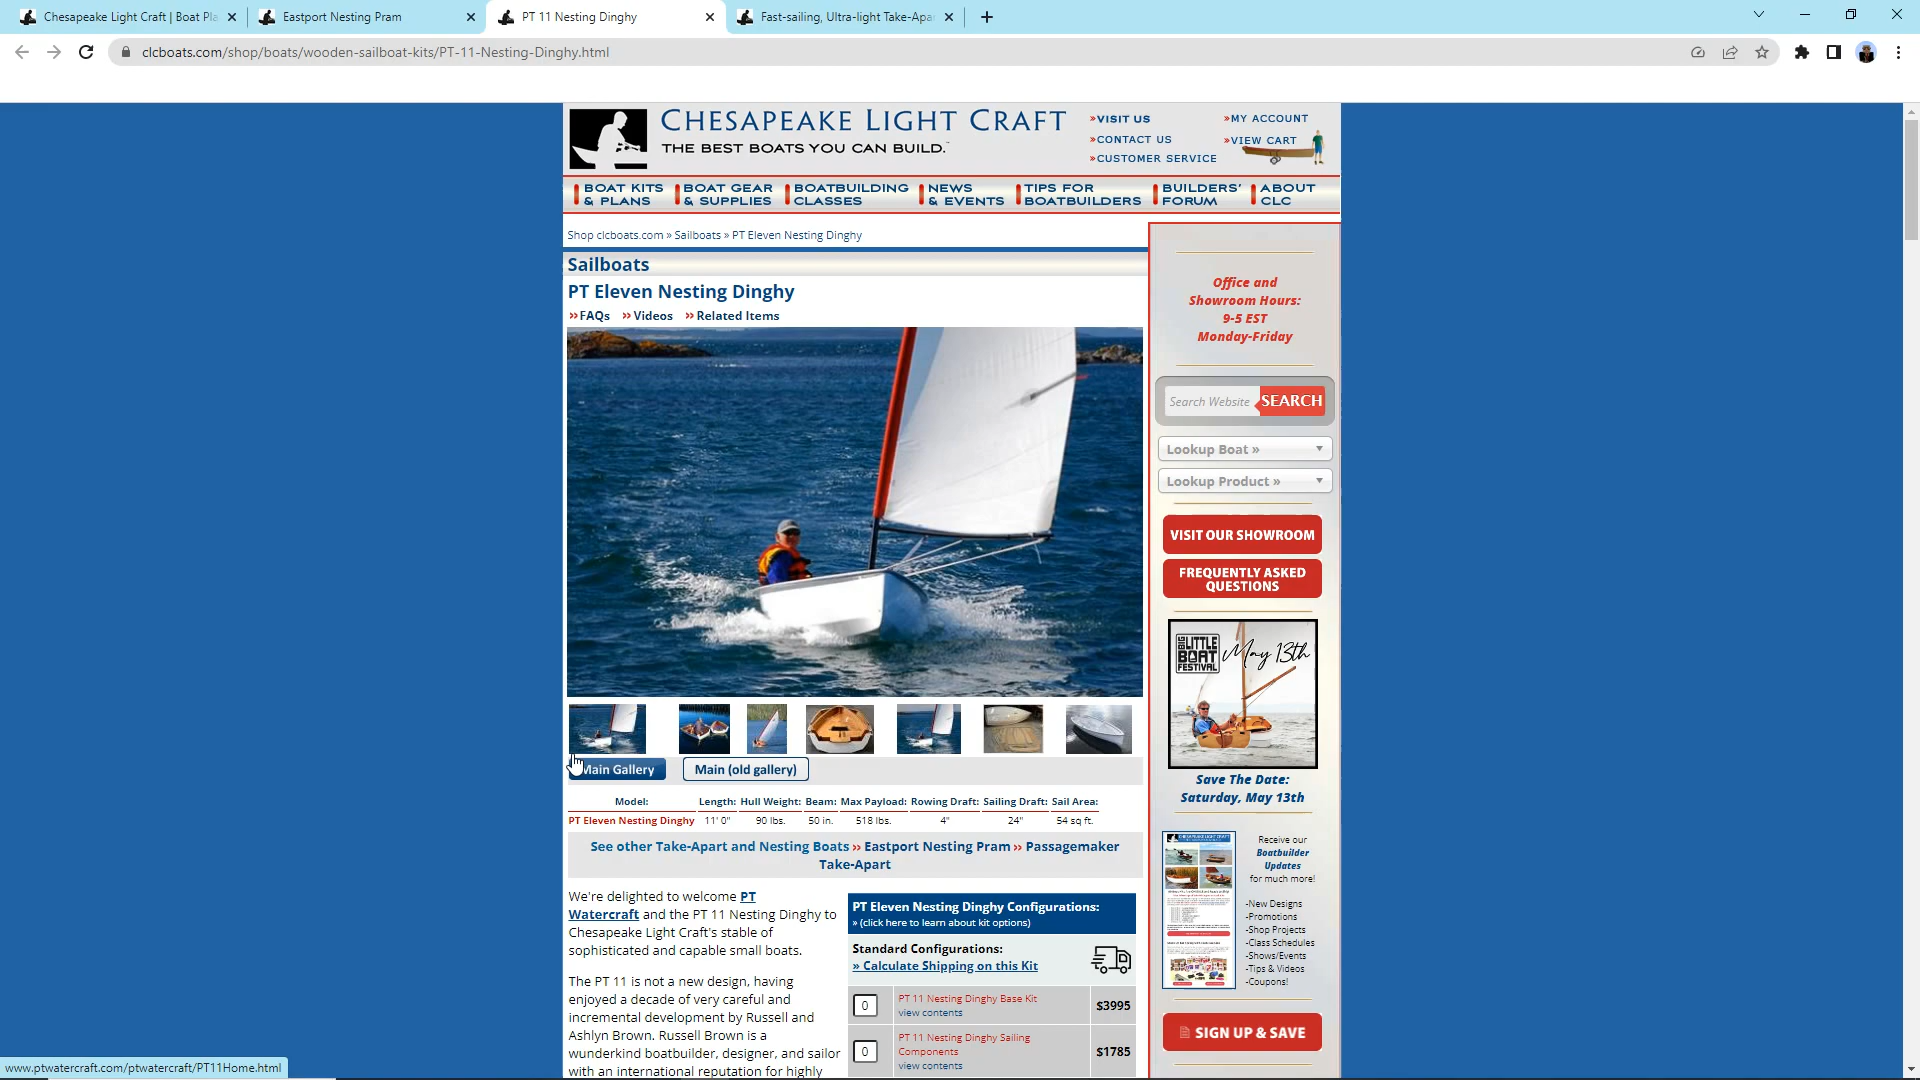 Chesapeake Light Craft | Boat Pla
Eastport Nesting Pram
PT 11 Nesting Dinghy
Fast-sailing, Ultra-light Take-Apa
clcboats.com/shop/boats/wooden-sailboat-kits/PT-11-Nesting-Dinghy.html
CHESAPEAKE LIGHT CRAFT
THE BEST BOATS YOU CAN BUILD.™
»VISIT US
»MY ACCOUNT
»CONTACT US
»VIEW CART
»CUSTOMER SERVICE
BOAT KITS & PLANS
BOAT GEAR & SUPPLIES
BOATBUILDING CLASSES
NEWS & EVENTS
TIPS FOR BOATBUILDERS
BUILDERS' FORUM
ABOUT CLC
Shop clcboats.com » Sailboats » PT Eleven Nesting Dinghy
Sailboats
PT Eleven Nesting Dinghy
»FAQs »Videos »Related Items
Main Gallery
Main (old gallery)
Model: Length: Hull Weight: Beam: Max Payload: Rowing Draft: Sailing Draft: Sail Area:
PT Eleven Nesting Dinghy 11' 0" 90 lbs. 50 in. 518 lbs. 4" 24" 54 sq ft.
See other Take-Apart and Nesting Boats » Eastport Nesting Pram » Passagemaker
Take-Apart
We're delighted to welcome PT
Watercraft and the PT 11 Nesting Dinghy to
Chesapeake Light Craft's stable of
sophisticated and capable small boats.
The PT 11 is not a new design, having
enjoyed a decade of very careful and
incremental development by Russell and
Ashlyn Brown. Russell Brown is a
wunderkind boatbuilder, designer, and sailor
with an international reputation for highly
PT Eleven Nesting Dinghy Configurations:
» (click here to learn about kit options)
Standard Configurations:
» Calculate Shipping on this Kit
0
PT 11 Nesting Dinghy Base Kit
view contents
$3995
0
PT 11 Nesting Dinghy Sailing
Components
view contents
$1785
Office and
Showroom Hours:
9-5 EST
Monday-Friday
Search Website
SEARCH
Lookup Boat »
Lookup Product »
VISIT OUR SHOWROOM
FREQUENTLY ASKED
QUESTIONS
BIG LITTLE
BOAT
FESTIVAL
May 13th
Save The Date:
Saturday, May 13th
Receive our
Boatbuilder
Updates
for much more!
-New Designs
-Promotions
-Shop Projects
-Class Schedules
-Shows/Events
-Tips & Videos
-Coupons!
SIGN UP & SAVE
www.ptwatercraft.com/ptwatercraft/PT11Home.html